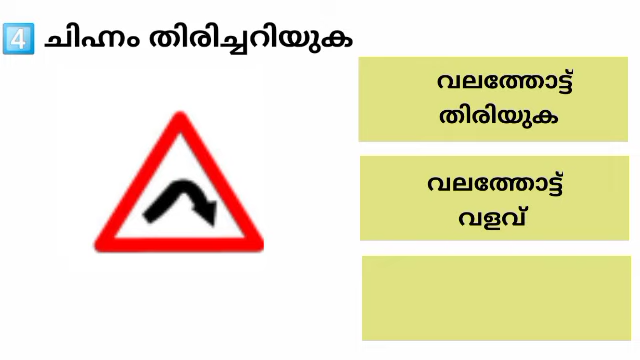 4 ചിഹ്നം തിരിച്ചറിയുക
വലത്തോട്ട്
തിരിയുക
വലത്തോട്ട്
വളവ്